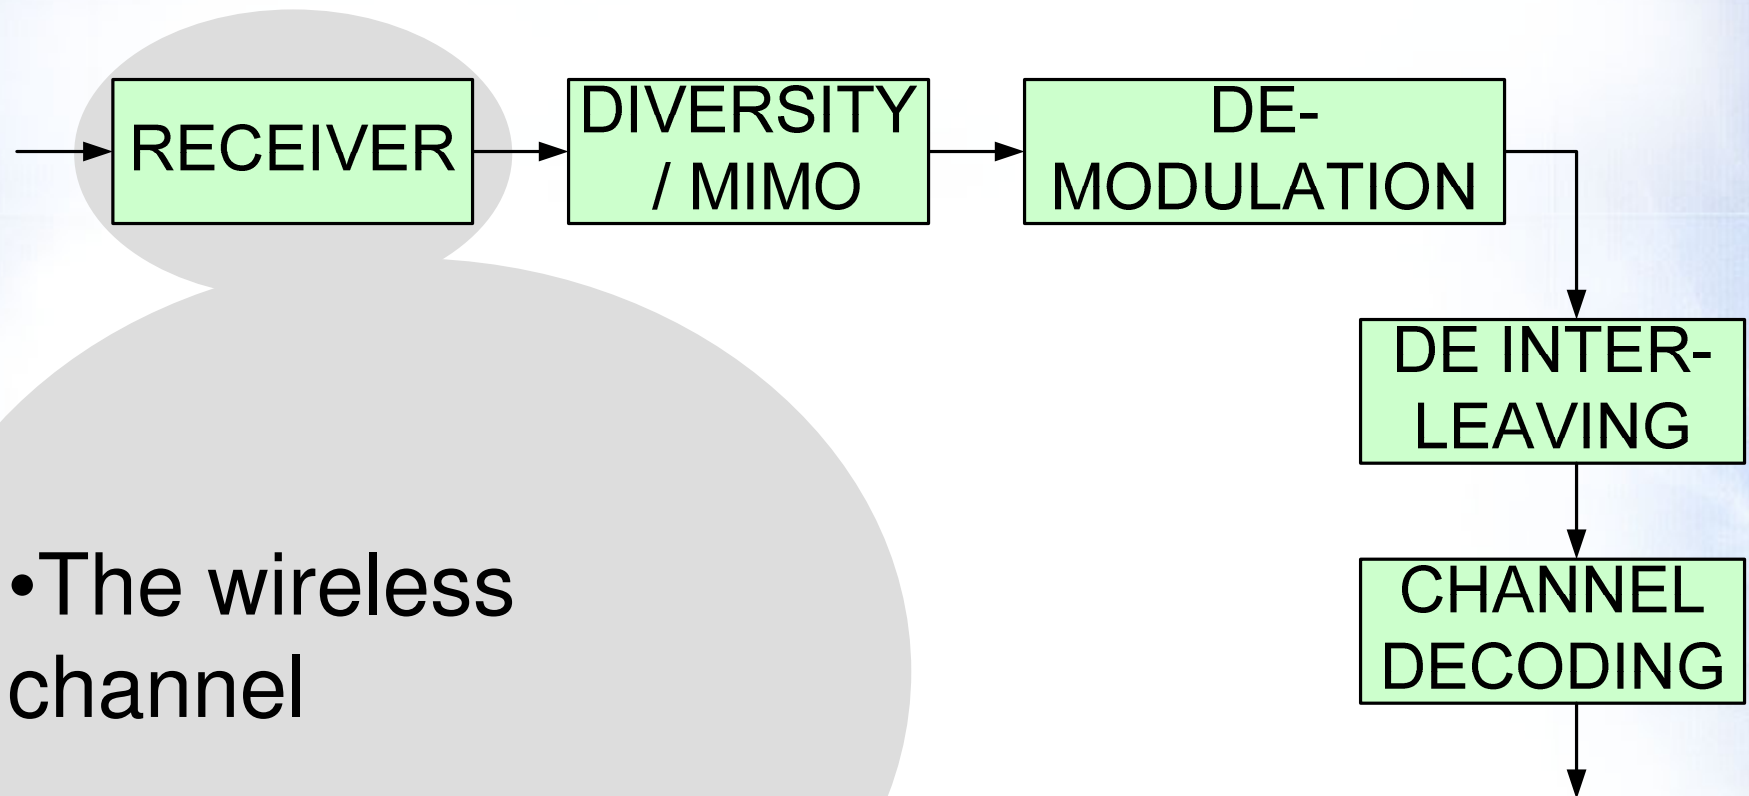 RECEIVER
DIVERSITY
/ MIMO
DE-
MODULATION
DE INTER-
LEAVING
CHANNEL
DECODING
•The wireless
channel